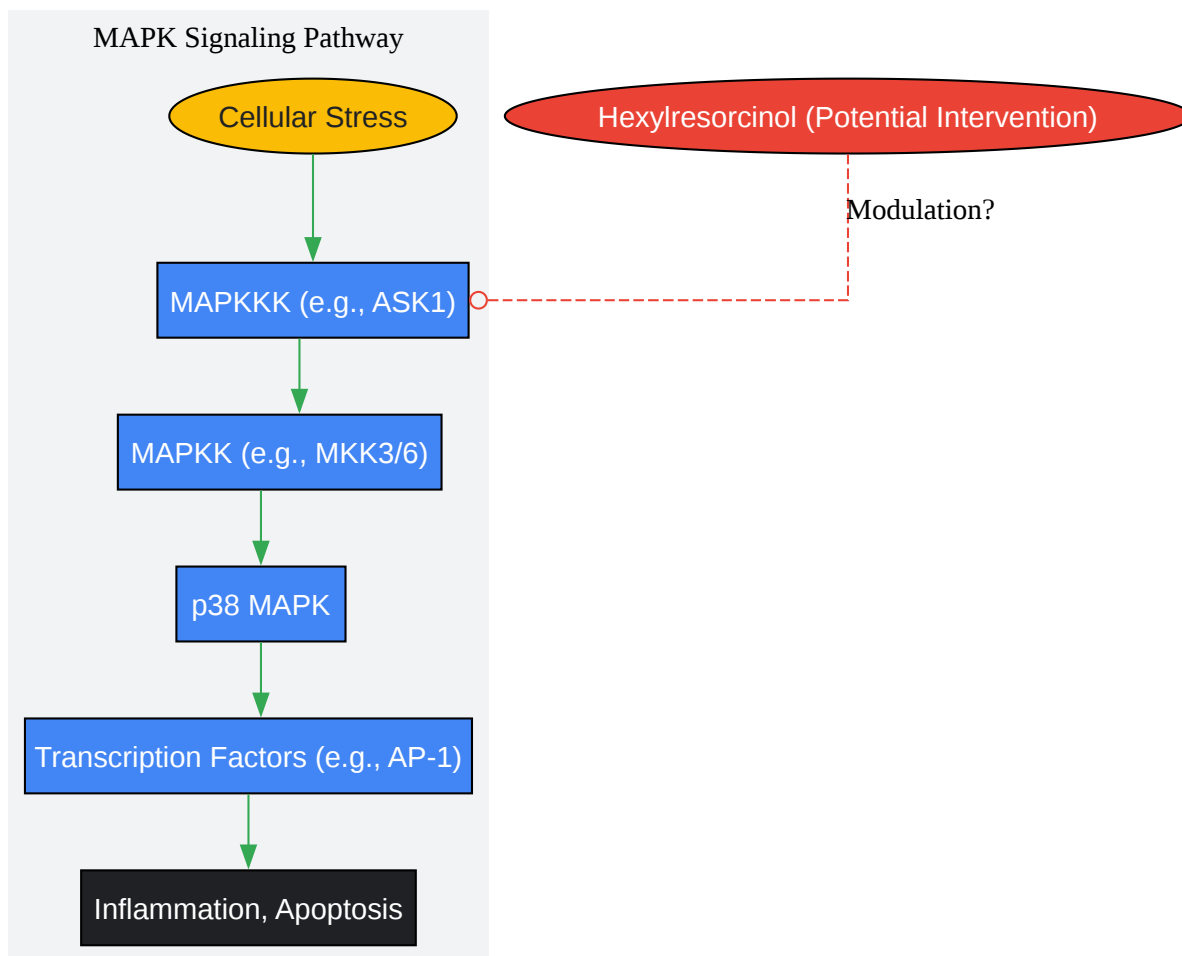 MAPK Signaling Pathway
Cellular Stress
Hexylresorcinol (Potential Intervention)
Modulation?
MAPKKK (e.g., ASK1)
MAPKK (e.g., MKK3/6)
p38 MAPK
Transcription Factors (e.g., AP-1)
Inflammation, Apoptosis